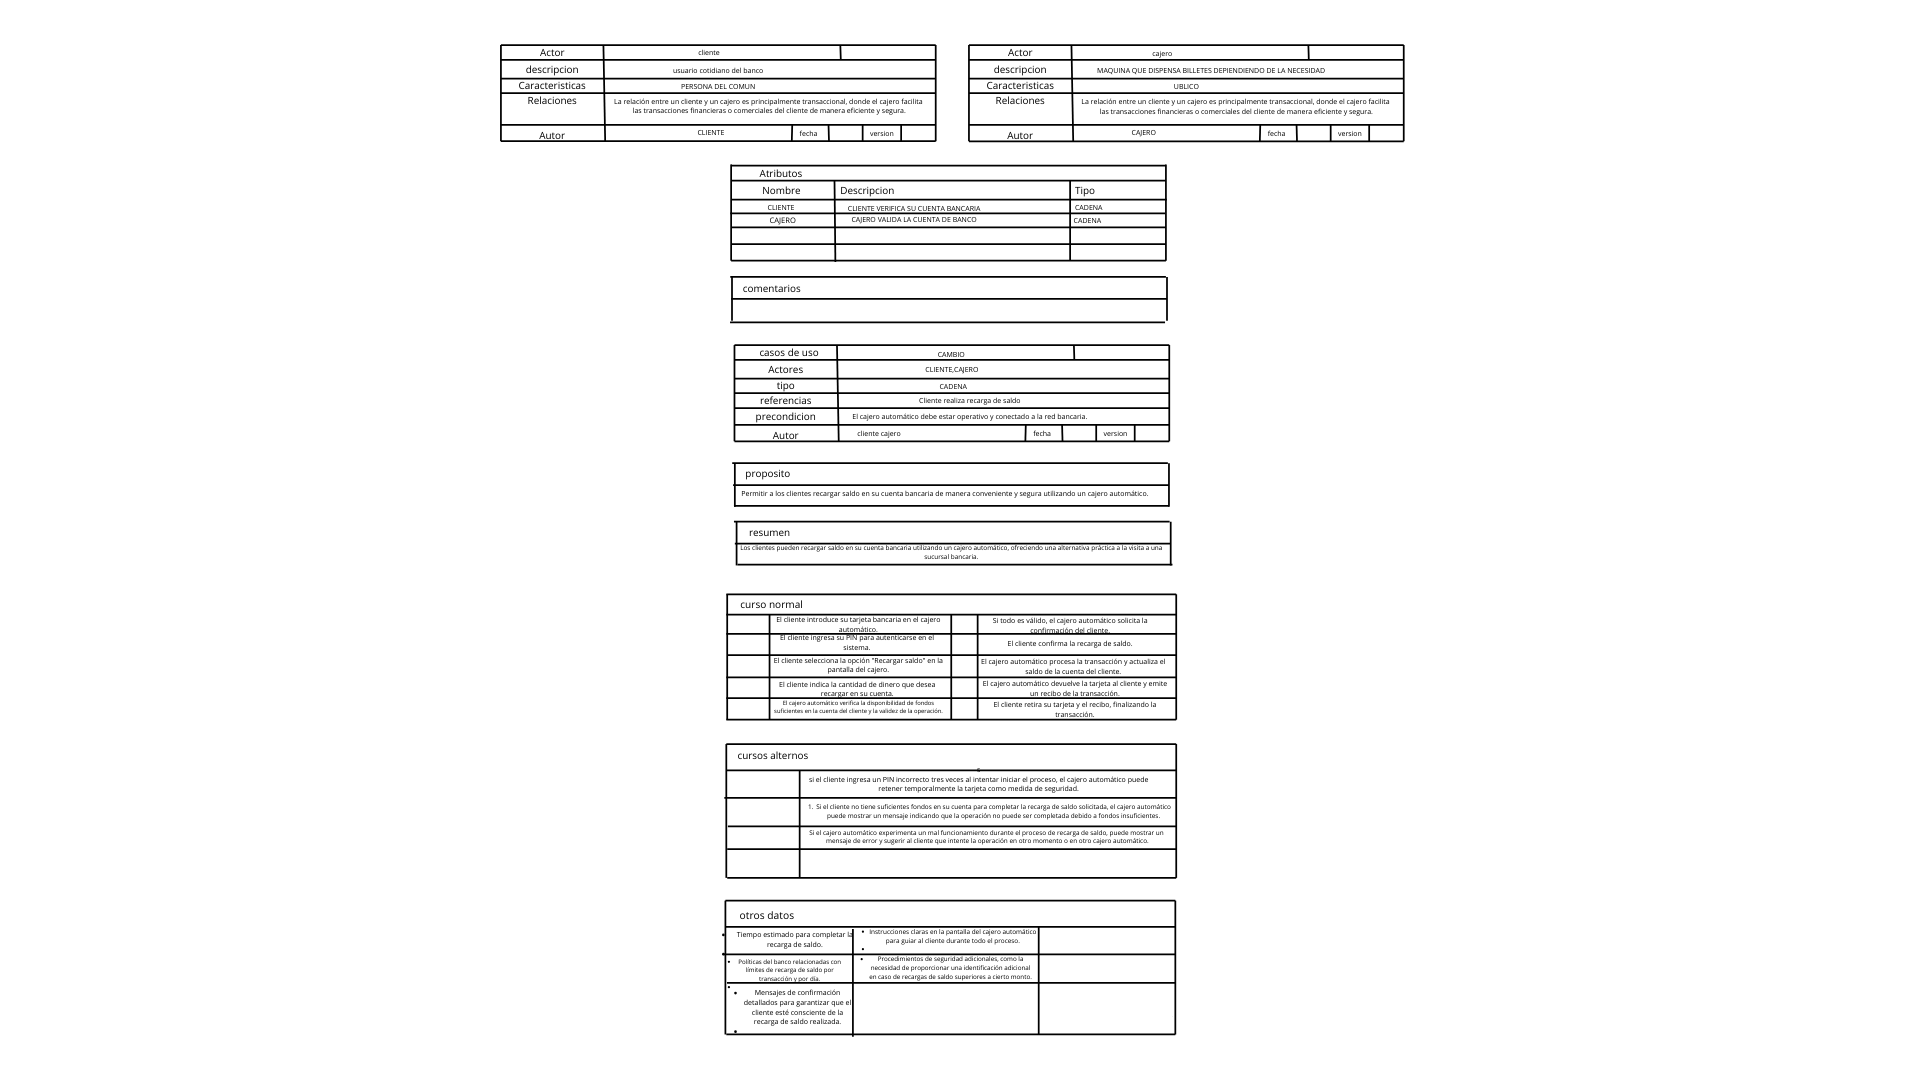 Actor cliente
descripcion usuario cotidiano del banco
Caracteristicas PERSONA DEL COMUN
Relaciones La relación entre un cliente y un cajero es principalmente transaccional, donde el cajero facilita
las transacciones financieras o comerciales del cliente de manera eficiente y segura.
Autor CLIENTE fecha version
Actor cajero
descripcion MAQUINA QUE DISPENSA BILLETES DEPIENDIENDO DE LA NECESIDAD
Caracteristicas UBLICO
Relaciones La relación entre un cliente y un cajero es principalmente transaccional, donde el cajero facilita
las transacciones financieras o comerciales del cliente de manera eficiente y segura.
Autor CAJERO fecha version
Atributos
Nombre Descripcion Tipo
CLIENTE CLIENTE VERIFICA SU CUENTA BANCARIA CADENA
CAJERO CAJERO VALIDA LA CUENTA DE BANCO CADENA
comentarios
casos de uso CAMBIO
Actores CLIENTE,CAJERO
tipo CADENA
referencias Cliente realiza recarga de saldo
precondicion El cajero automático debe estar operativo y conectado a la red bancaria.
Autor cliente cajero fecha version
proposito
Permitir a los clientes recargar saldo en su cuenta bancaria de manera conveniente y segura utilizando un cajero automático.
resumen
Los clientes pueden recargar saldo en su cuenta bancaria utilizando un cajero automático, ofreciendo una alternativa práctica a la visita a una
sucursal bancaria.
curso normal
El cliente introduce su tarjeta bancaria en el cajero
automático.
El cliente ingresa su PIN para autenticarse en el
sistema.
El cliente selecciona la opción "Recargar saldo" en la
pantalla del cajero.
El cliente indica la cantidad de dinero que desea
recargar en su cuenta.
El cajero automático verifica la disponibilidad de fondos
suficientes en la cuenta del cliente y la validez de la operación.
Si todo es válido, el cajero automático solicita la
confirmación del cliente.
El cliente confirma la recarga de saldo.
El cajero automático procesa la transacción y actualiza el
saldo de la cuenta del cliente.
El cajero automático devuelve la tarjeta al cliente y emite
un recibo de la transacción.
El cliente retira su tarjeta y el recibo, finalizando la
transacción.
cursos alternos
si el cliente ingresa un PIN incorrecto tres veces al intentar iniciar el proceso, el cajero automático puede
retener temporalmente la tarjeta como medida de seguridad.
1. Si el cliente no tiene suficientes fondos en su cuenta para completar la recarga de saldo solicitada, el cajero automático
puede mostrar un mensaje indicando que la operación no puede ser completada debido a fondos insuficientes.
Si el cajero automático experimenta un mal funcionamiento durante el proceso de recarga de saldo, puede mostrar un
mensaje de error y sugerir al cliente que intente la operación en otro momento o en otro cajero automático.
otros datos
• Tiempo estimado para completar la
recarga de saldo.
•
• Instrucciones claras en la pantalla del cajero automático
para guiar al cliente durante todo el proceso.
•
• Políticas del banco relacionadas con
límites de recarga de saldo por
transacción y por día.
•
• Procedimientos de seguridad adicionales, como la
necesidad de proporcionar una identificación adicional
en caso de recargas de saldo superiores a cierto monto.
• Mensajes de confirmación
detallados para garantizar que el
cliente esté consciente de la
recarga de saldo realizada.
•